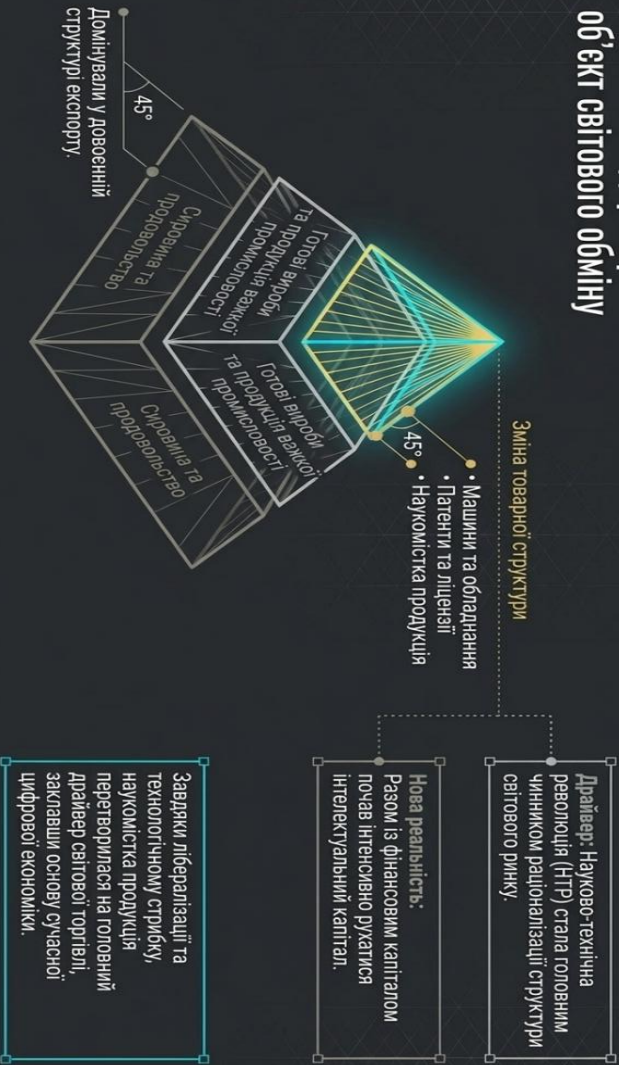 об’єкт світового обміну
Зміна товарної структури
45°
• Машини та обладнання
• Патенти та ліцензії
• Наукомістка продукція
Готові вироби
та продукція важкої
промисловості
Готові вироби
та продукція важкої
промисловості
Сировина та
продовольство
Сировина та
продовольство
45°
Домінували у довоєнній
структурі експорту.
Драйвер: Науково-технічна
революція (НТР) стала головним
чинником раціоналізації структури
світового ринку.
Нова реальність:
Разом із фінансовим капіталом
почав інтенсивно рухатися
інтелектуальний капітал.
Завдяки лібералізації та
технологічному стрибку,
наукомістка продукція
перетворилася на головний
драйвер світової торгівлі,
заклавши основу сучасної
цифрової економіки.